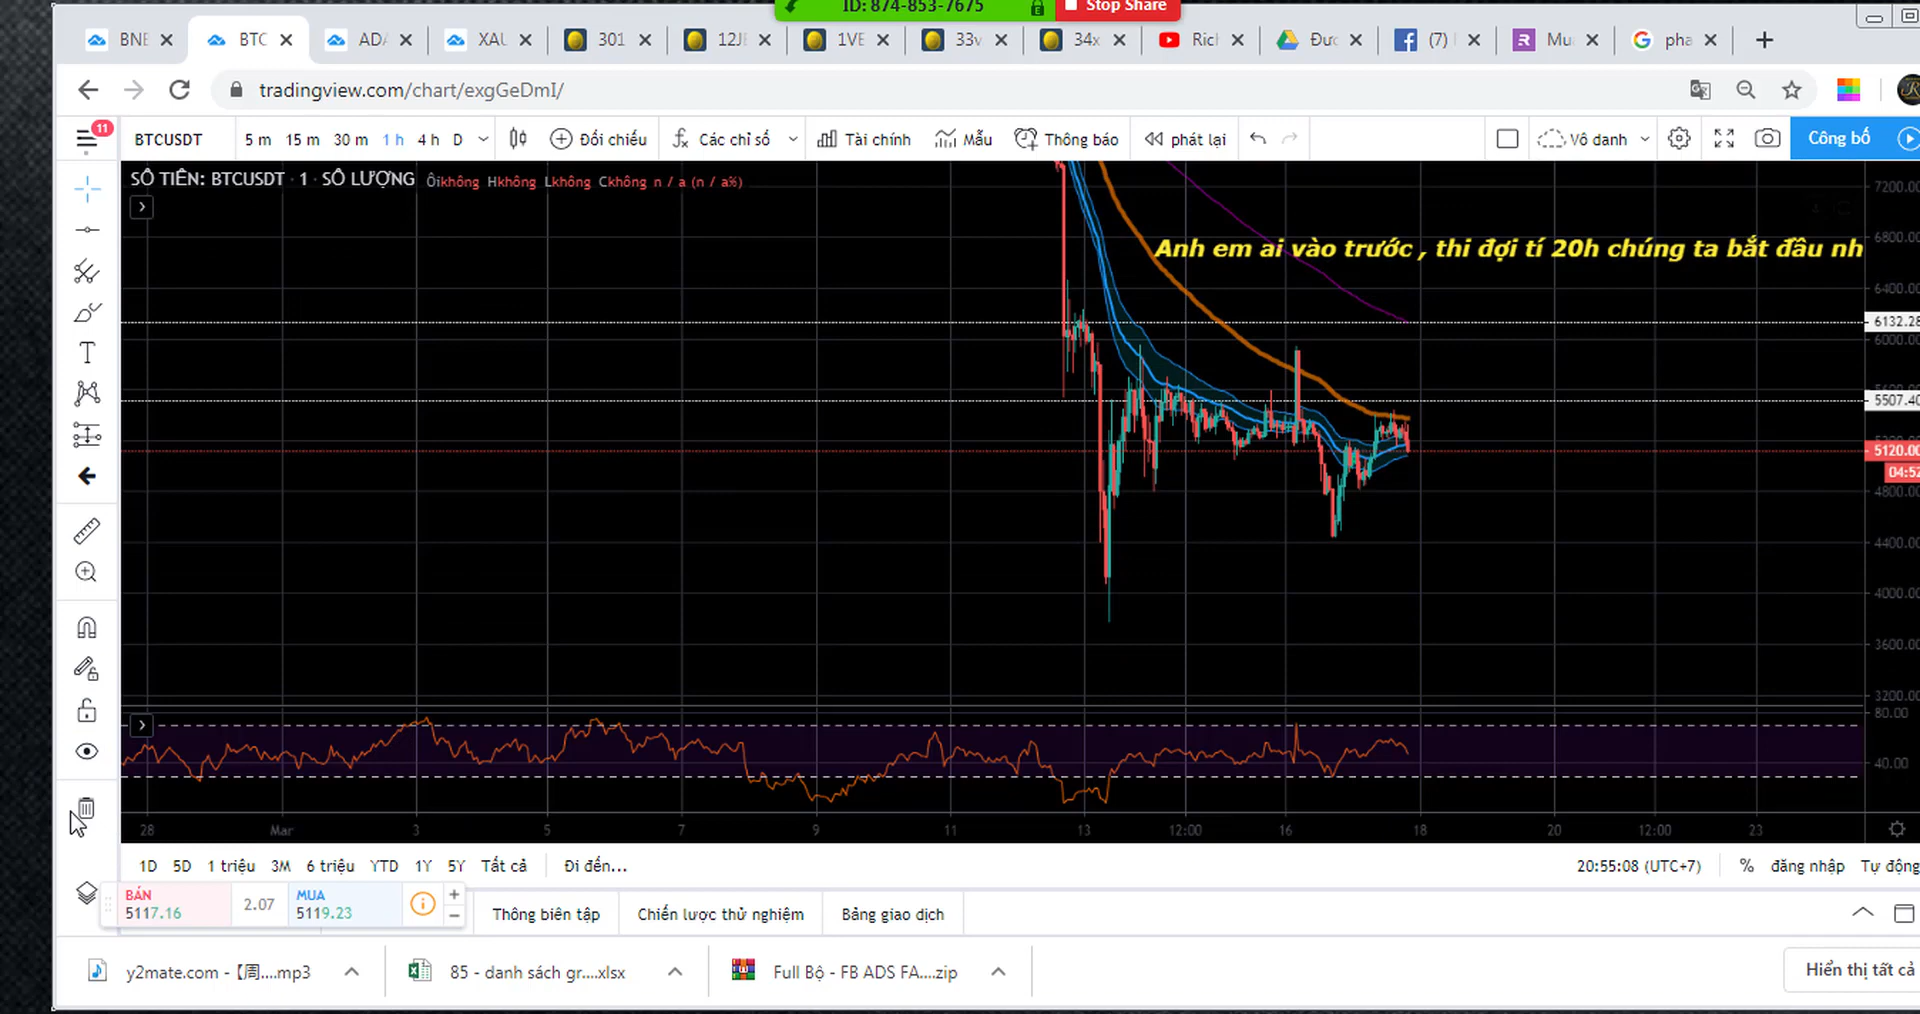 ID: 874-853-7675 Stop Share
BNB BTC ADA XAU 301 12JE 1VE 33v 34x Rich Đức (7) Mua pha
tradingview.com/chart/exgGeDmI/
11
BTCUSDT 5 m 15 m 30 m 1 h 4 h D Đối chiếu Các chỉ số Tài chính Mẫu Thông báo phát lại Vô danh Công bố
SỐ TIỀN: BTCUSDT · 1 · SỐ LƯỢNG Ôikhông Hkhông Lkhông Ckhông n / a (n / a%)
7200.00
Anh em ai vào trước , thi đợi tí 20h chúng ta bắt đầu nh
6800.00
6400.00
6132.28
6000.00
5507.40
5120.00
04:52
4800.00
4400.00
4000.00
3600.00
3200.00
80.00
40.00
28 Mar 3 5 7 9 11 13 12:00 16 18 20 12:00 23
1D 5D 1 triệu 3M 6 triệu YTD 1Y 5Y Tất cả Đi đến... 20:55:08 (UTC+7) % đăng nhập Tự động
BÁN
5117.16
2.07
MUA
5119.23
Thông biên tập Chiến lược thử nghiệm Bảng giao dịch
y2mate.com -【周....mp3 85 - danh sách gr....xlsx Full Bộ - FB ADS FA....zip Hiển thị tất cả